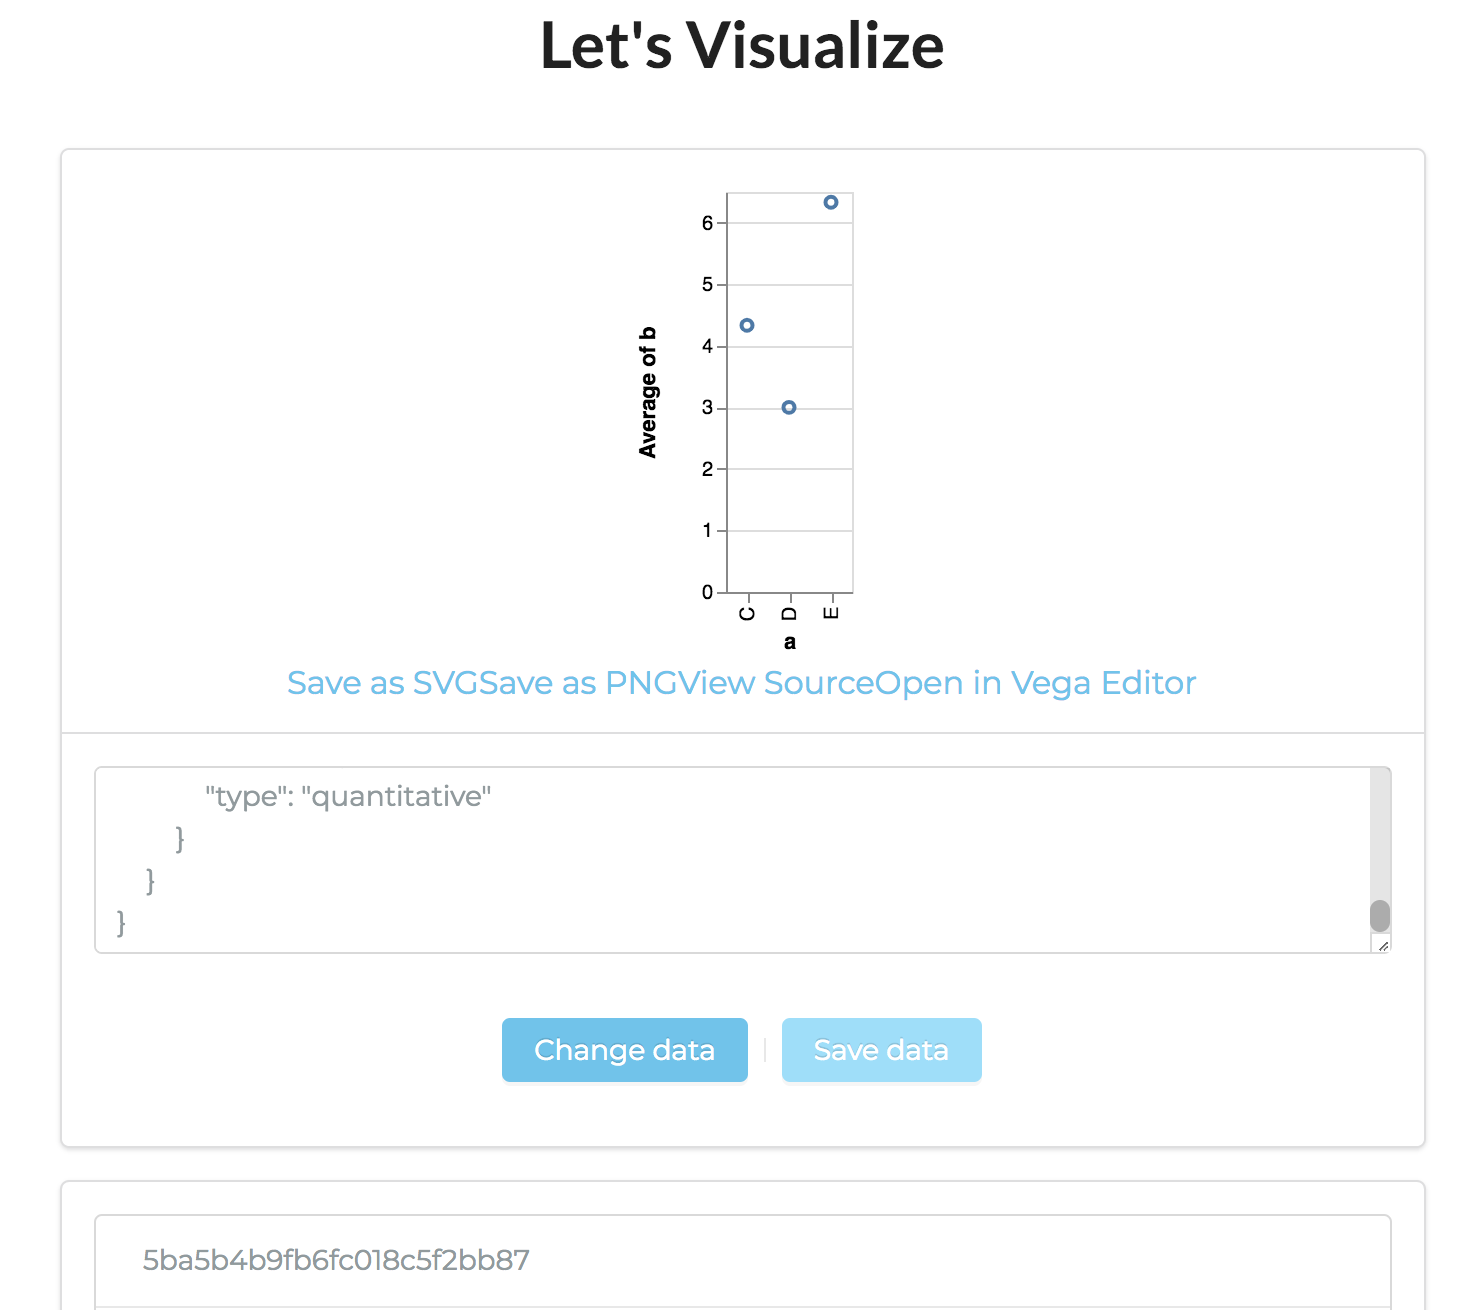 Let's Visualize
6
5
4
3
2
1
0
Average of b
C D E
a
Save as SVGSave as PNGView SourceOpen in Vega Editor
"type": "quantitative"
}
}
}
Change data
Save data
5ba5b4b9fb6fc018c5f2bb87